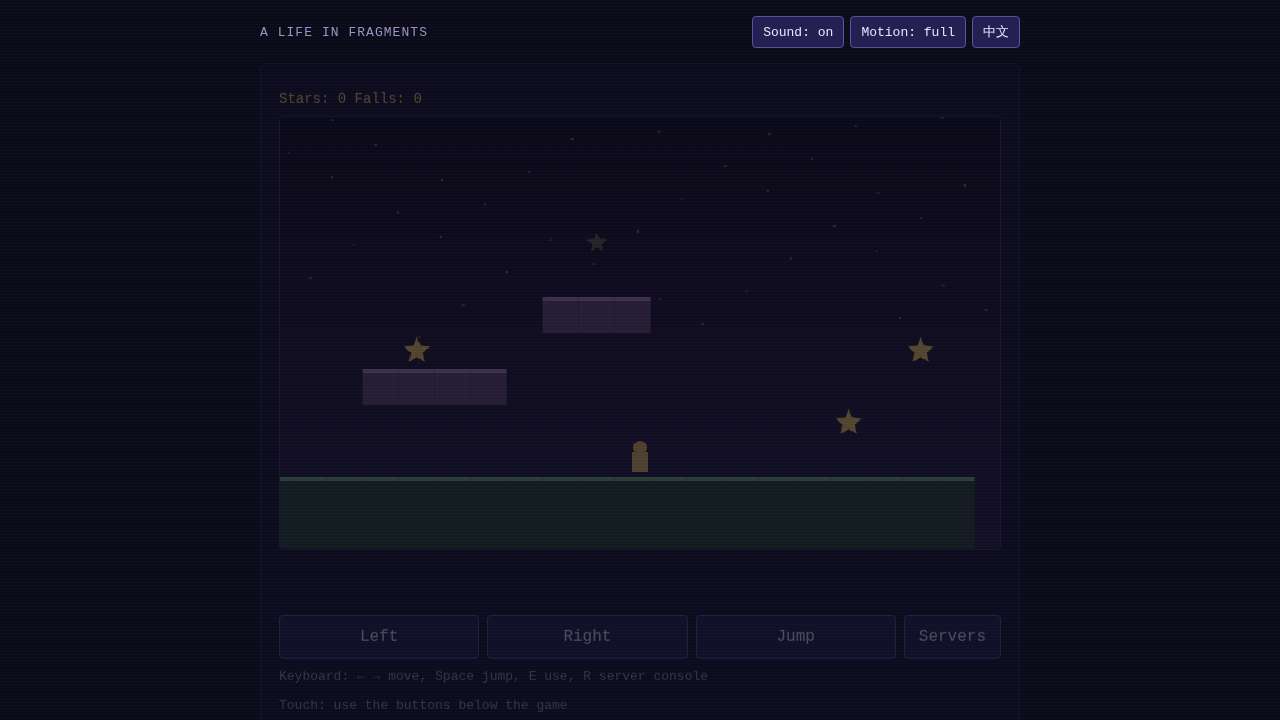 A LIFE IN FRAGMENTS
Sound: on
Motion: full
中文
Stars: 0 Falls: 0
Left
Right
Jump
Servers
Keyboard: ← → move, Space jump, E use, R server console
Touch: use the buttons below the game